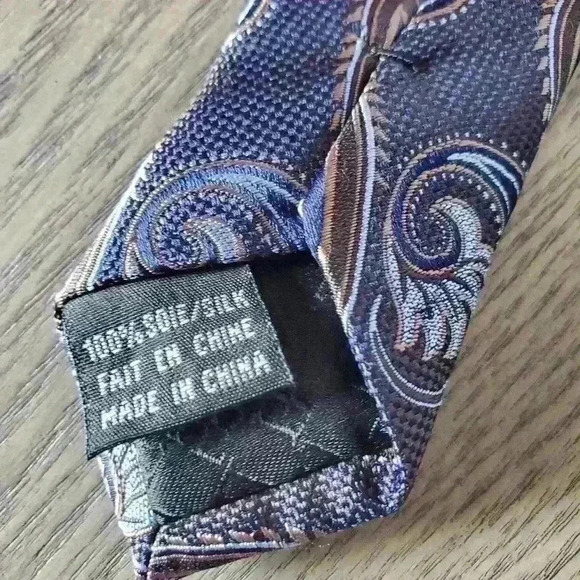 100% SOIE/SILK
FAIT EN CHINE
MADE IN CHINA